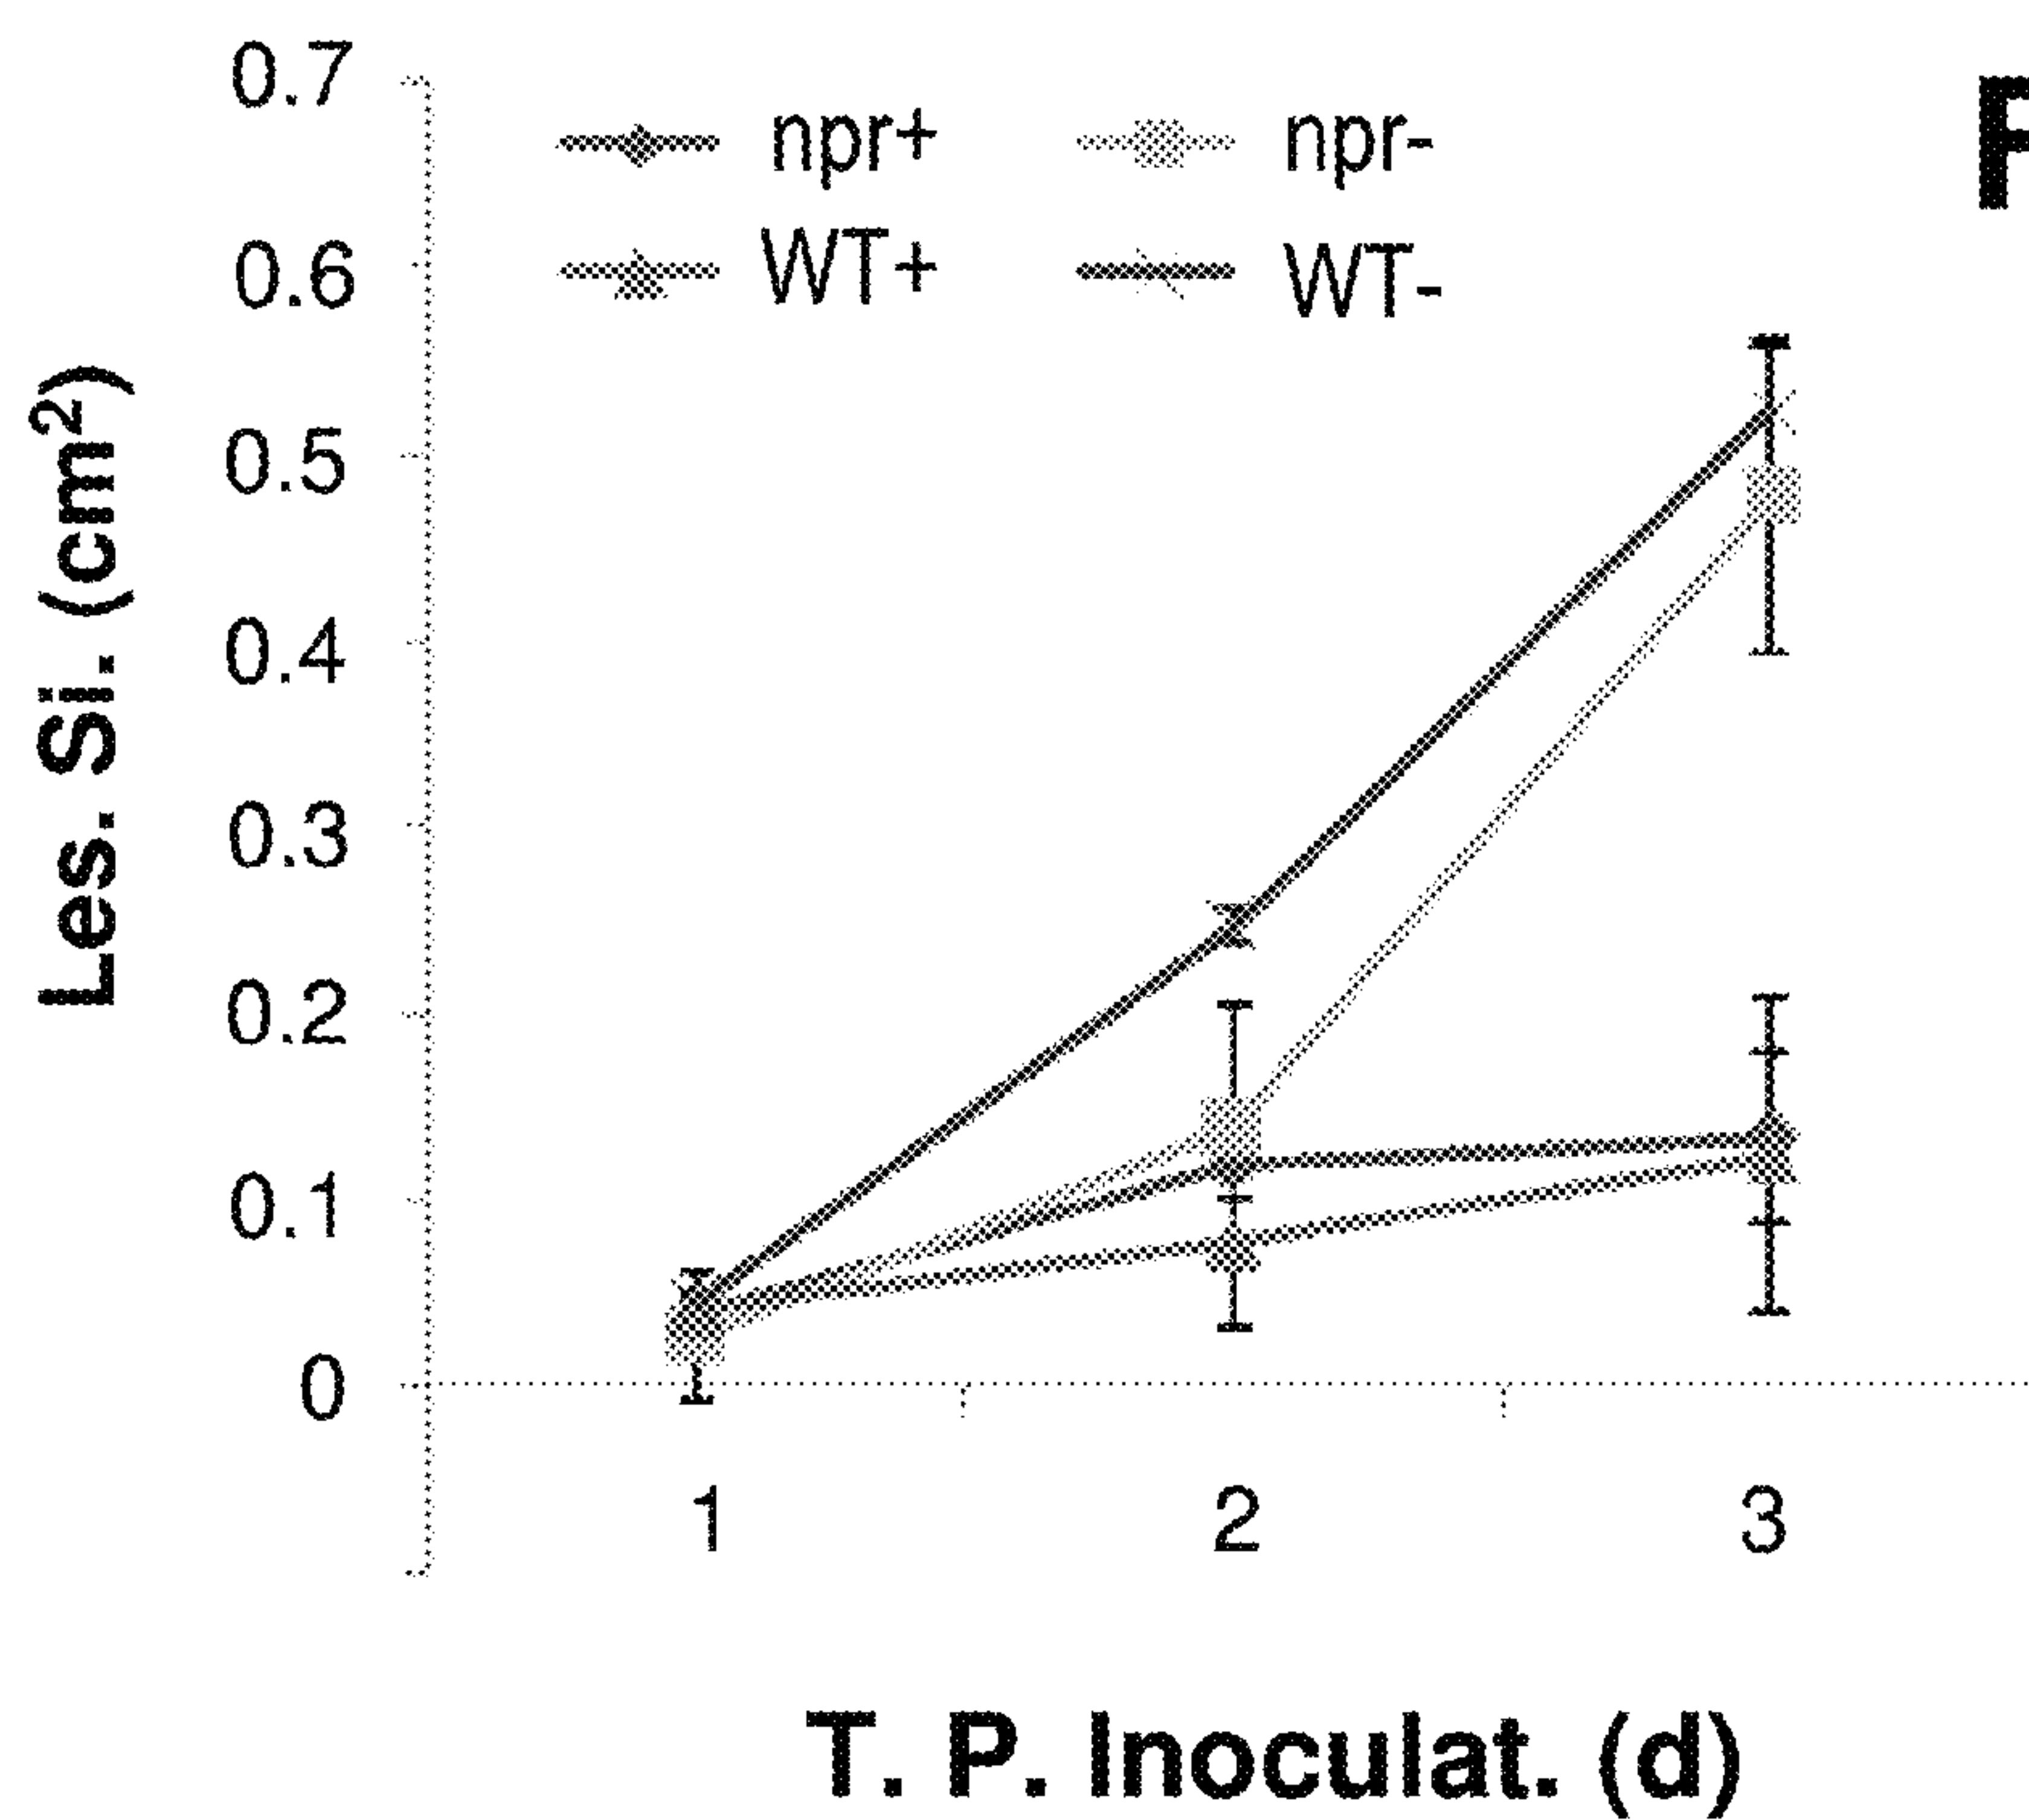 0.7
npr+ npr-
F
0.6
WT+ WT-
0.5
0.4
0.3
0.2
0.1
0
Les. Si. (cm²)
1 2 3
T. P. Inoculat. (d)